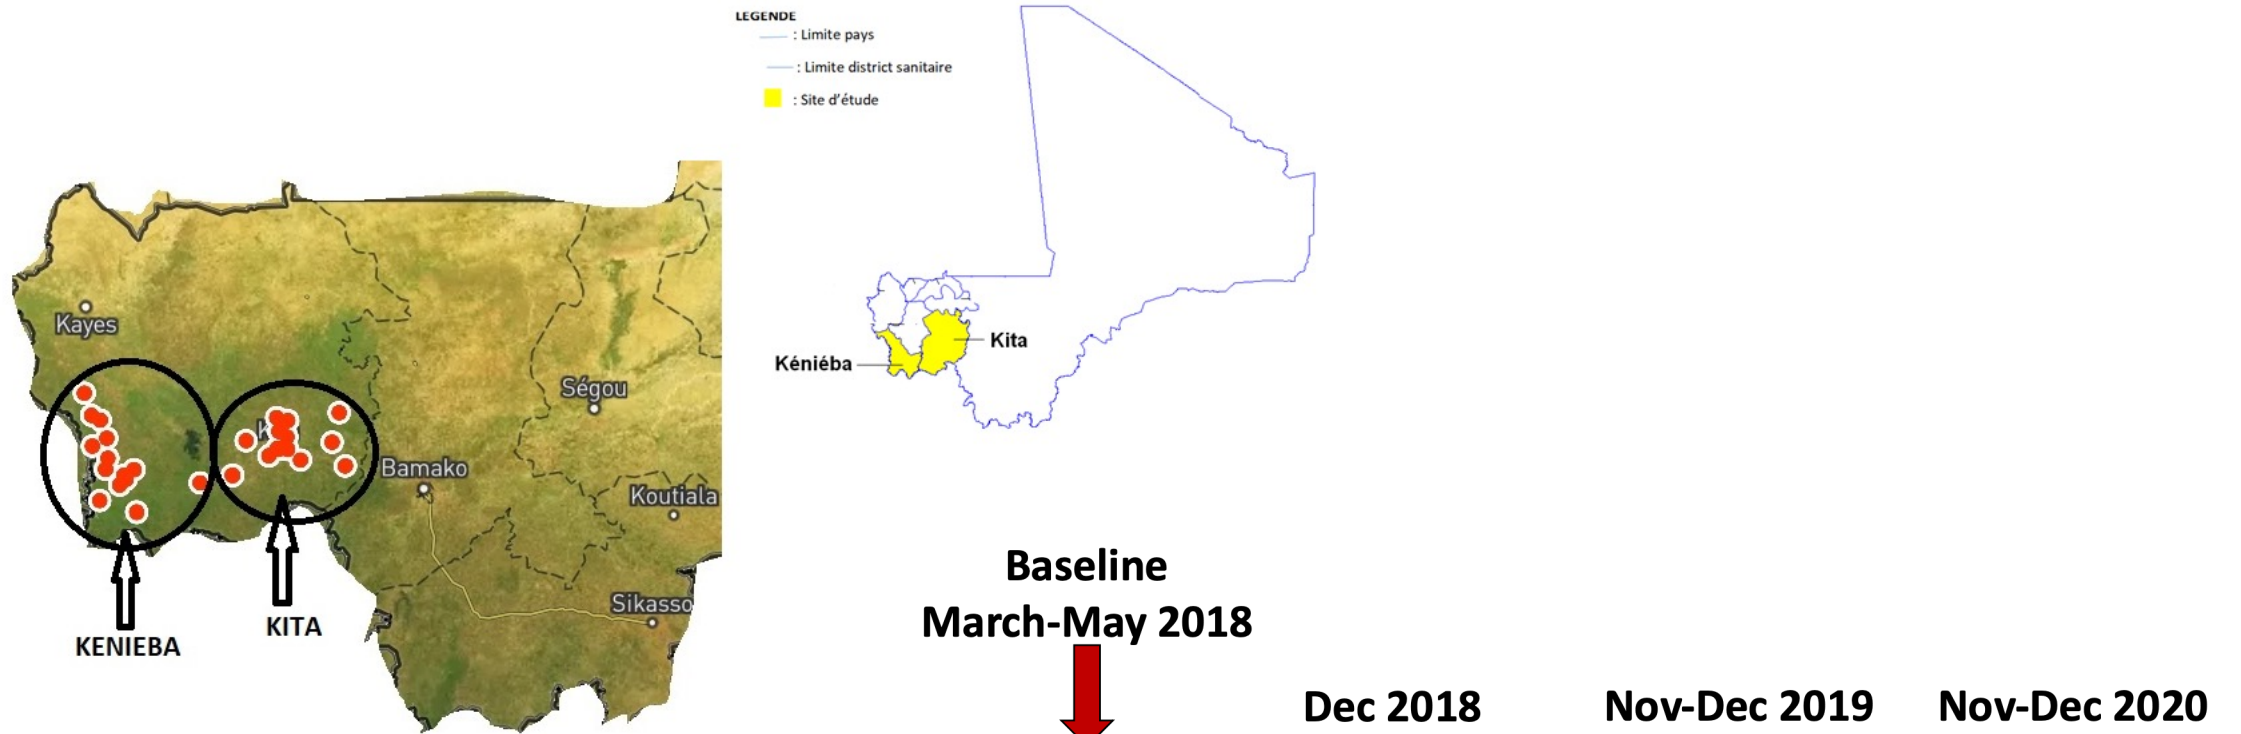 LEGENDE
: Limite pays
: Limite district sanitaire
: Site d'étude
Kayes
Ségou
Bamako
Koutiala
Sikasso
KENIEBA
KITA
Kita
Kéniéba
Baseline
March-May 2018
Dec 2018
Nov-Dec 2019
Nov-Dec 2020